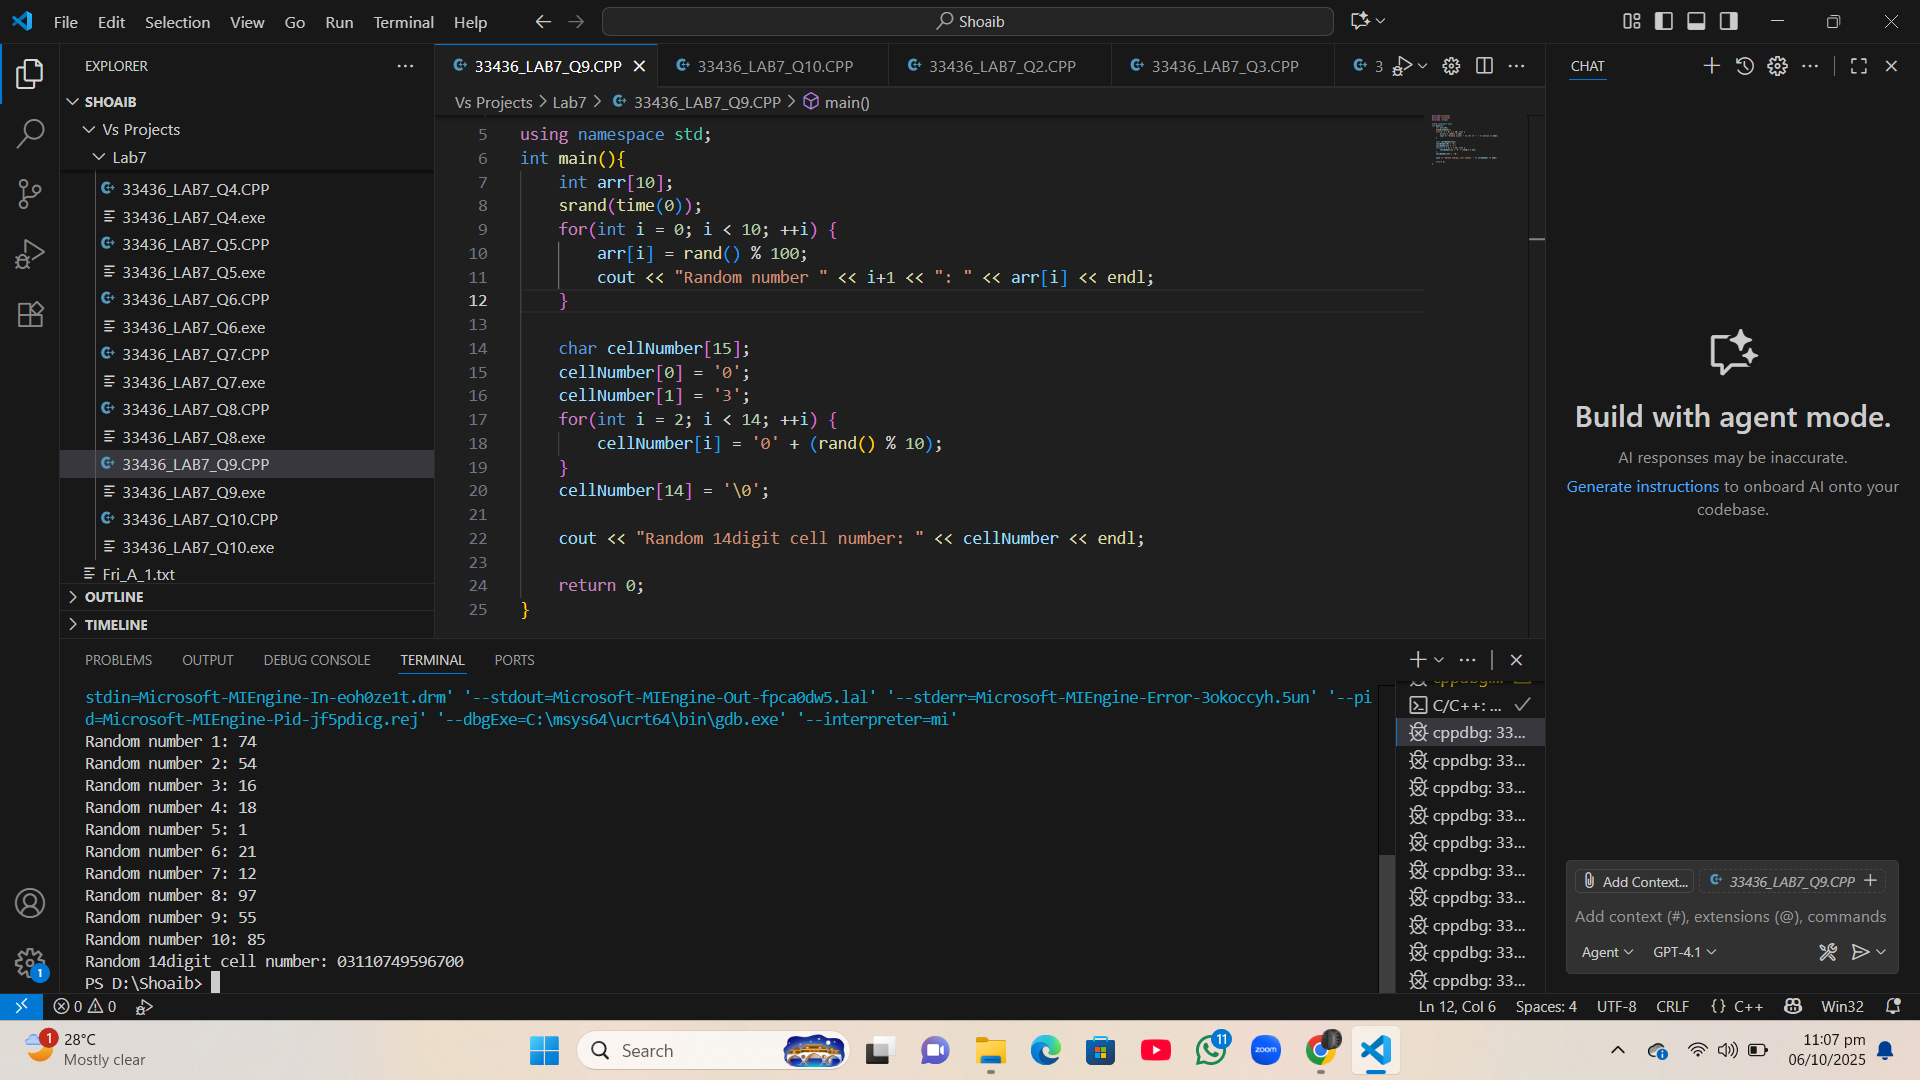 File Edit Selection View Go Run Terminal Help
Shoaib
EXPLORER
SHOAIB
Vs Projects
Lab7
33436_LAB7_Q4.CPP
33436_LAB7_Q4.exe
33436_LAB7_Q5.CPP
33436_LAB7_Q5.exe
33436_LAB7_Q6.CPP
33436_LAB7_Q6.exe
33436_LAB7_Q7.CPP
33436_LAB7_Q7.exe
33436_LAB7_Q8.CPP
33436_LAB7_Q8.exe
33436_LAB7_Q9.CPP
33436_LAB7_Q9.exe
33436_LAB7_Q10.CPP
33436_LAB7_Q10.exe
Fri_A_1.txt
OUTLINE
TIMELINE
33436_LAB7_Q9.CPP 33436_LAB7_Q10.CPP 33436_LAB7_Q2.CPP 33436_LAB7_Q3.CPP 3
Vs Projects > Lab7 > 33436_LAB7_Q9.CPP > main()
5 using namespace std;
6 int main(){
7 int arr[10];
8 srand(time(0));
9 for(int i = 0; i < 10; ++i) {
10 arr[i] = rand() % 100;
11 cout << "Random number " << i+1 << ": " << arr[i] << endl;
12 }
13
14 char cellNumber[15];
15 cellNumber[0] = '0';
16 cellNumber[1] = '3';
17 for(int i = 2; i < 14; ++i) {
18 cellNumber[i] = '0' + (rand() % 10);
19 }
20 cellNumber[14] = '\0';
21
22 cout << "Random 14digit cell number: " << cellNumber << endl;
23
24 return 0;
25 }
PROBLEMS OUTPUT DEBUG CONSOLE TERMINAL PORTS
stdin=Microsoft-MIEngine-In-eoh0ze1t.drm' '--stdout=Microsoft-MIEngine-Out-fpca0dw5.lal' '--stderr=Microsoft-MIEngine-Error-3okoccyh.5un' '--pi
d=Microsoft-MIEngine-Pid-jf5pdicg.rej' '--dbgExe=C:\msys64\ucrt64\bin\gdb.exe' '--interpreter=mi'
Random number 1: 74
Random number 2: 54
Random number 3: 16
Random number 4: 18
Random number 5: 1
Random number 6: 21
Random number 7: 12
Random number 8: 97
Random number 9: 55
Random number 10: 85
Random 14digit cell number: 03110749596700
PS D:\Shoaib>
C/C++: ...
cppdbg: 33...
cppdbg: 33...
cppdbg: 33...
cppdbg: 33...
cppdbg: 33...
cppdbg: 33...
cppdbg: 33...
cppdbg: 33...
cppdbg: 33...
cppdbg: 33...
CHAT
Build with agent mode.
AI responses may be inaccurate.
Generate instructions to onboard AI onto your
codebase.
Add Context... 33436_LAB7_Q9.CPP
Add context (#), extensions (@), commands
Agent GPT-4.1
1
0 0
Ln 12, Col 6 Spaces: 4 UTF-8 CRLF {} C++ Win32
1
28°C
Mostly clear
Search
11
zoom
11:07 pm
06/10/2025